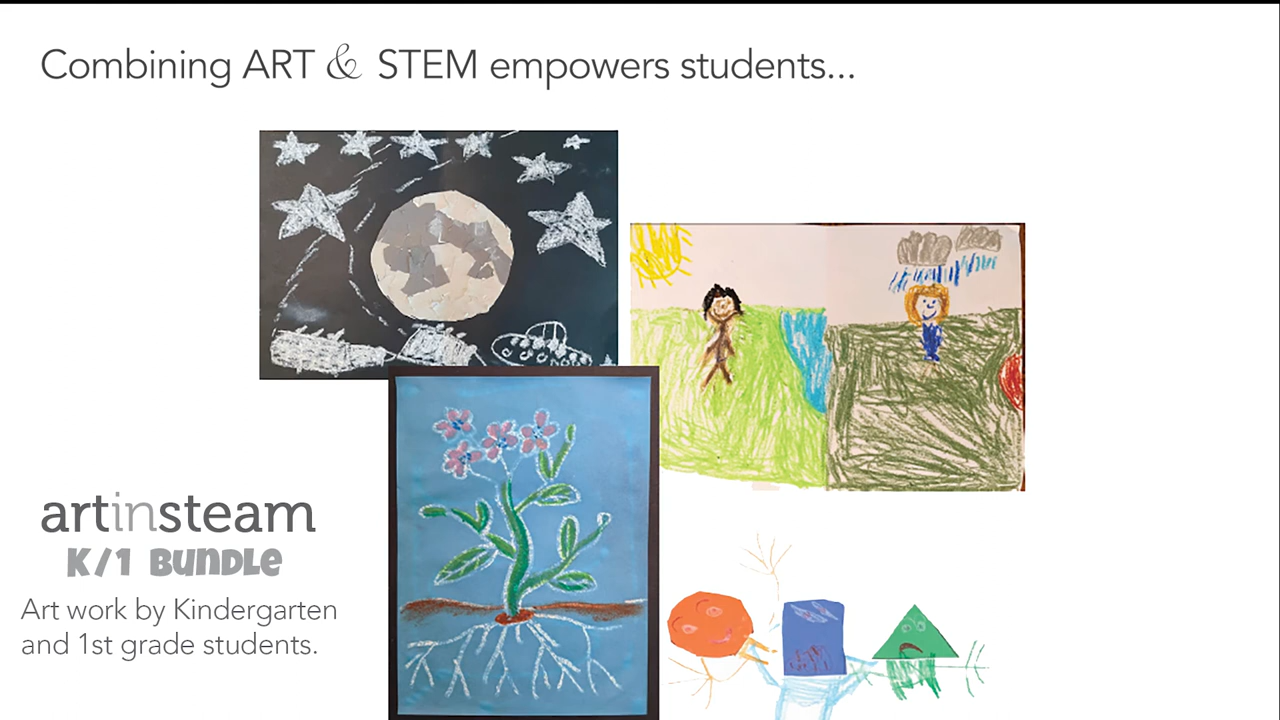 Combining ART & STEM empowers students...
artinsteam
K/1 Bundle
Art work by Kindergarten
and 1st grade students.